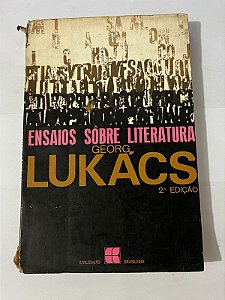 ENSAIOS SÔBRE LITERATURA
GEORG
LUKÁCS
2ª EDIÇÃO
CIVILIZAÇÃO BRASILEIRA